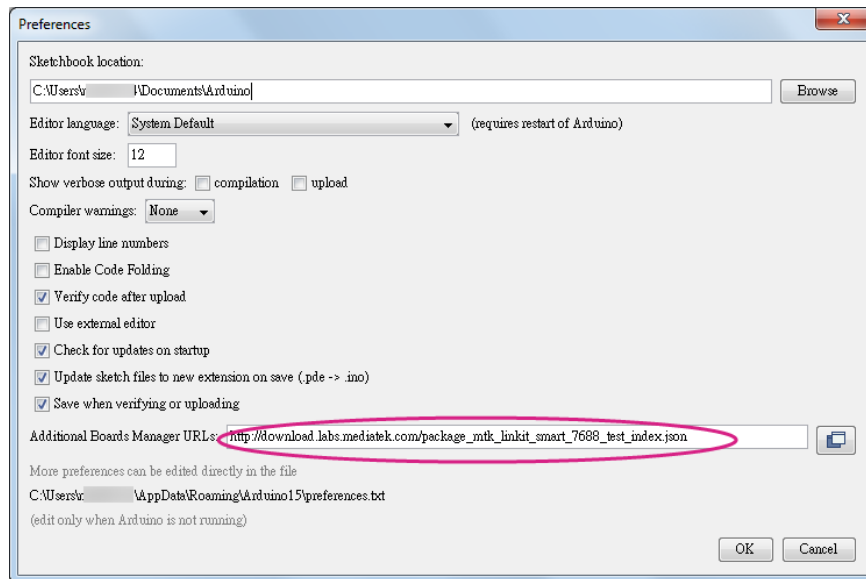 Preferences
Sketchbook location:
C:\Users\ \Documents\Arduino Browse
Editor language: System Default (requires restart of Arduino)
Editor font size: 12
Show verbose output during: compilation upload
Compiler warnings: None
Display line numbers
Enable Code Folding
Verify code after upload
Use external editor
Check for updates on startup
Update sketch files to new extension on save (.pde -> .ino)
Save when verifying or uploading
Additional Boards Manager URLs: http://download.labs.mediatek.com/package_mtk_linkit_smart_7688_test_index.json
More preferences can be edited directly in the file
C:\Users\ \AppData\Roaming\Arduino15\preferences.txt
(edit only when Arduino is not running)
OK Cancel